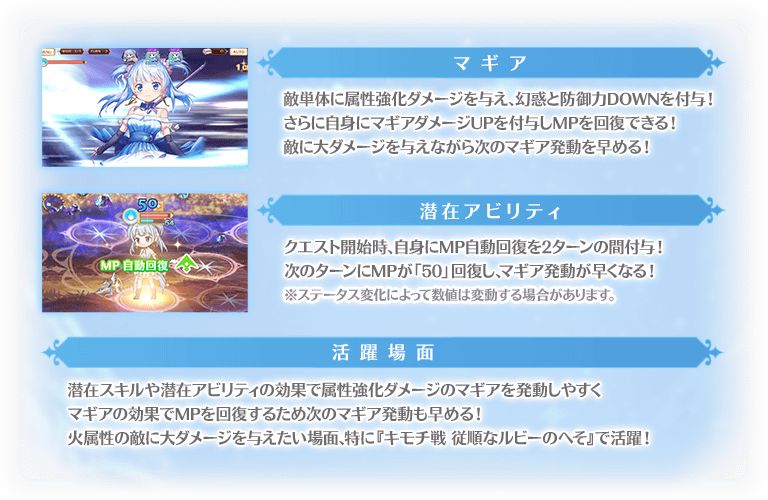 マギア
敵単体に属性強化ダメージを与え、幻惑と防御力DOWNを付与!
さらに自身にマギアダメージUPを付与しMPを回復できる!
敵に大ダメージを与えながら次のマギア発動を早める!
50
MP自動回復
潜在アビリティ
クエスト開始時、自身にMP自動回復を2ターンの間付与!
次のターンにMPが「50」回復し、マギア発動が早くなる!
※ステータス変化によって数値は変動する場合があります。
活躍場面
潜在スキルや潜在アビリティの効果で属性強化ダメージのマギアを発動しやすく
マギアの効果でMPを回復するため次のマギア発動も早める!
火属性の敵に大ダメージを与えたい場面、特に『キモチ戦 従順なルビーのへそ』で活躍!